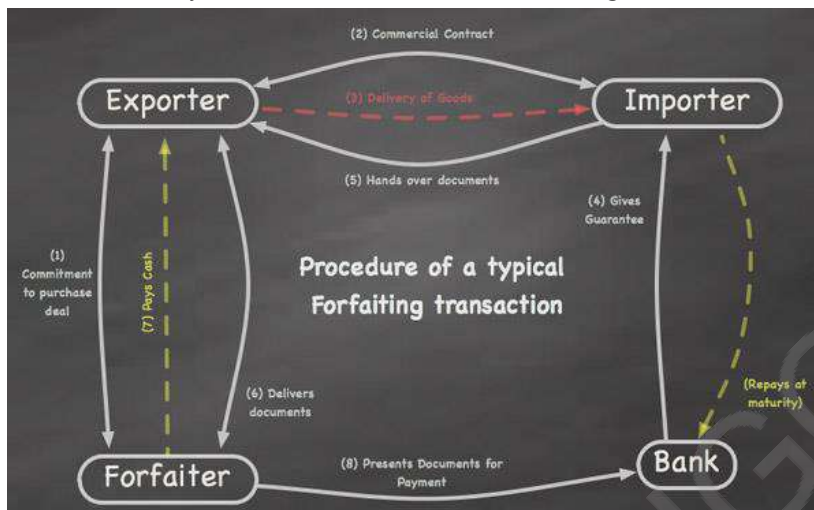 (2) Commercial Contract
Exporter
Importer
(3) Delivery of Goods
(5) Hands over documents
(4) Gives
Guarantee
(1)
Commitment
to purchase
deal
(7) Pays Cash
Procedure of a typical
Forfaiting transaction
(6) Delivers
documents
(Repays at
maturity)
Forfaiter
(8) Presents Documents for
Payment
Bank